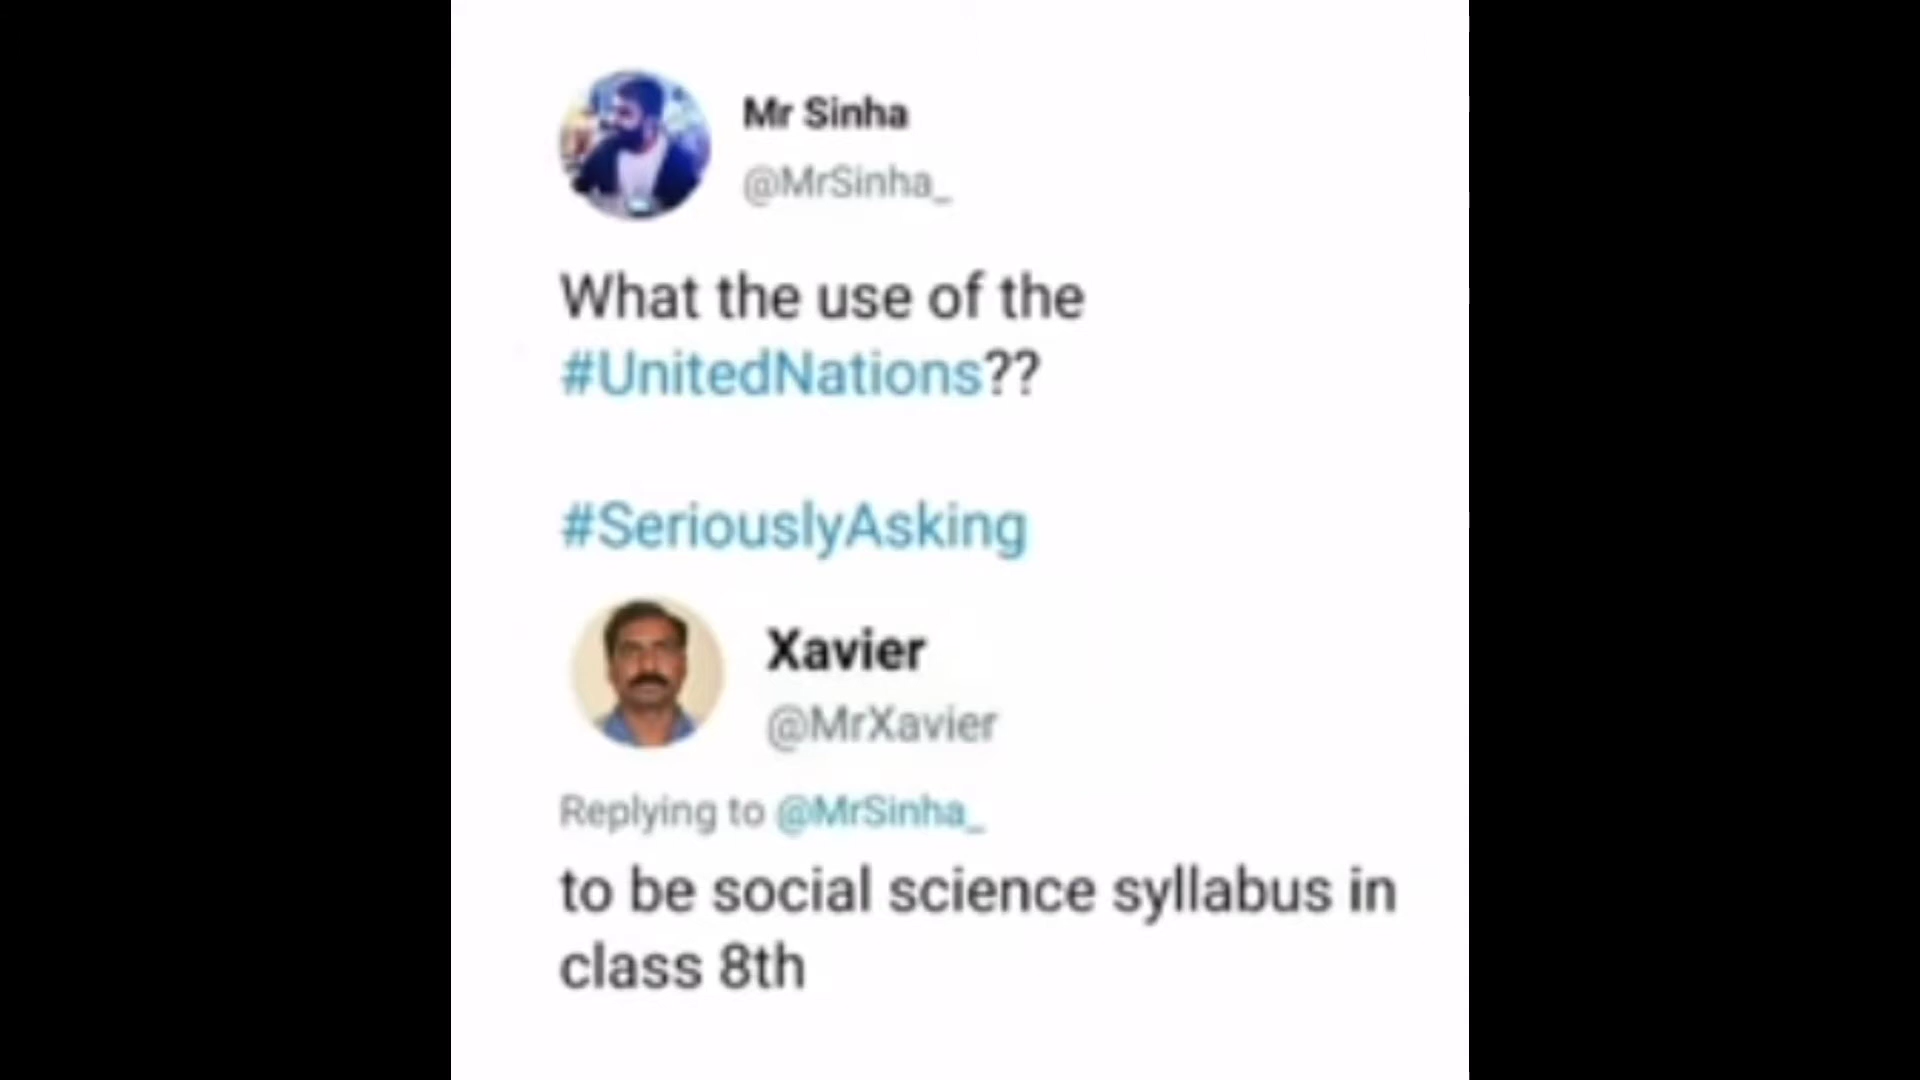 Mr Sinha
@MrSinha_
What the use of the
#UnitedNations??
#SeriouslyAsking
Xavier
@MrXavier
Replying to @MrSinha_
to be social science syllabus in
class 8th